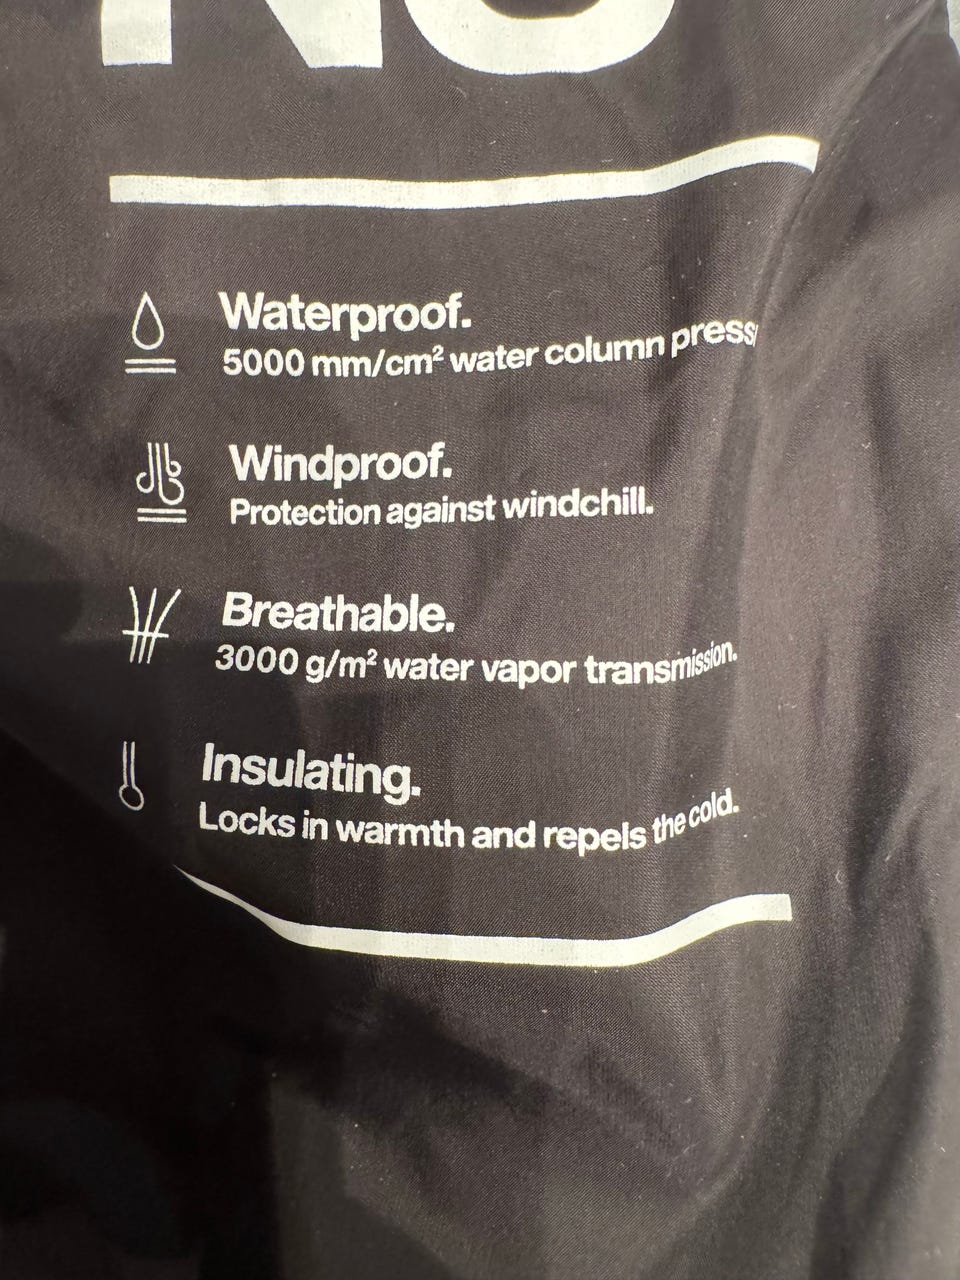 Waterproof.
5000 mm/cm² water column
Windproof.
Protection against windchill.
Breathable.
3000 g/m² water vapor transmission.
Insulating.
Locks in warmth and repels the cold.